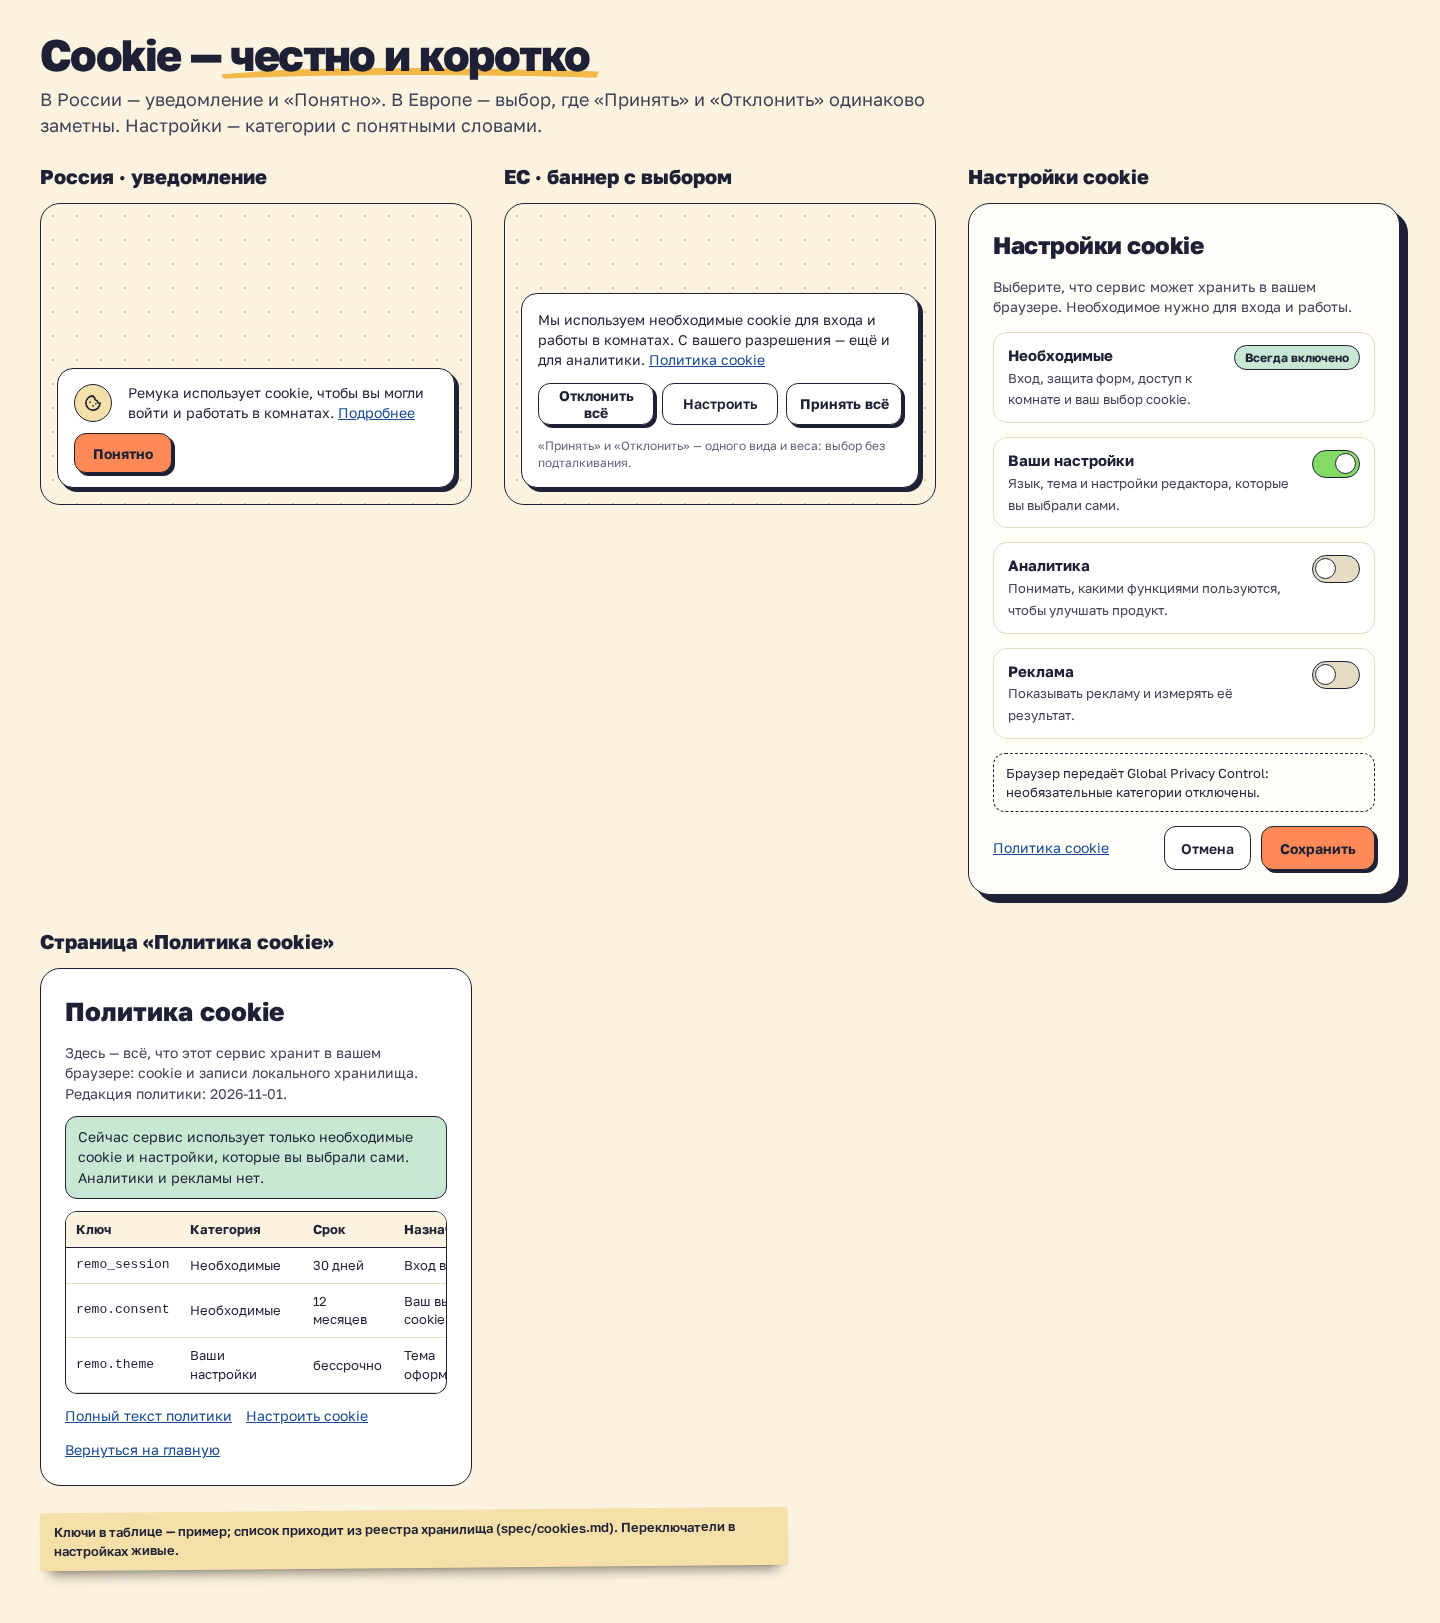 Cookie — честно и коротко
В России — уведомление и «Понятно». В Европе — выбор, где «Принять» и «Отклонить» одинаково
заметны. Настройки — категории с понятными словами.
Россия · уведомление
Ремука использует cookie, чтобы вы могли
войти и работать в комнатах. Подробнее
Понятно
ЕС · баннер с выбором
Мы используем необходимые cookie для входа и
работы в комнатах. С вашего разрешения — ещё и
для аналитики. Политика cookie
Отклонить
всё
Настроить
Принять всё
«Принять» и «Отклонить» — одного вида и веса: выбор без
подталкивания.
Настройки cookie
Настройки cookie
Выберите, что сервис может хранить в вашем
браузере. Необходимое нужно для входа и работы.
Необходимые
Всегда включено
Вход, защита форм, доступ к
комнате и ваш выбор cookie.
Ваши настройки
Язык, тема и настройки редактора, которые
вы выбрали сами.
Аналитика
Понимать, какими функциями пользуются,
чтобы улучшать продукт.
Реклама
Показывать рекламу и измерять её
результат.
Браузер передаёт Global Privacy Control:
необязательные категории отключены.
Политика cookie
Отмена
Сохранить
Страница «Политика cookie»
Политика cookie
Здесь — всё, что этот сервис хранит в вашем
браузере: cookie и записи локального хранилища.
Редакция политики: 2026-11-01.
Сейчас сервис использует только необходимые
cookie и настройки, которые вы выбрали сами.
Аналитики и рекламы нет.
Ключ Категория Срок
remo_session Необходимые 30 дней Вход
remo.consent Необходимые 12
месяцев Ваш
cookie
remo.theme Ваши
настройки бессрочно Тема
Полный текст политики Настроить cookie
Вернуться на главную
Ключи в таблице — пример; список приходит из реестра хранилища (spec/cookies.md). Переключатели в
настройках живые.